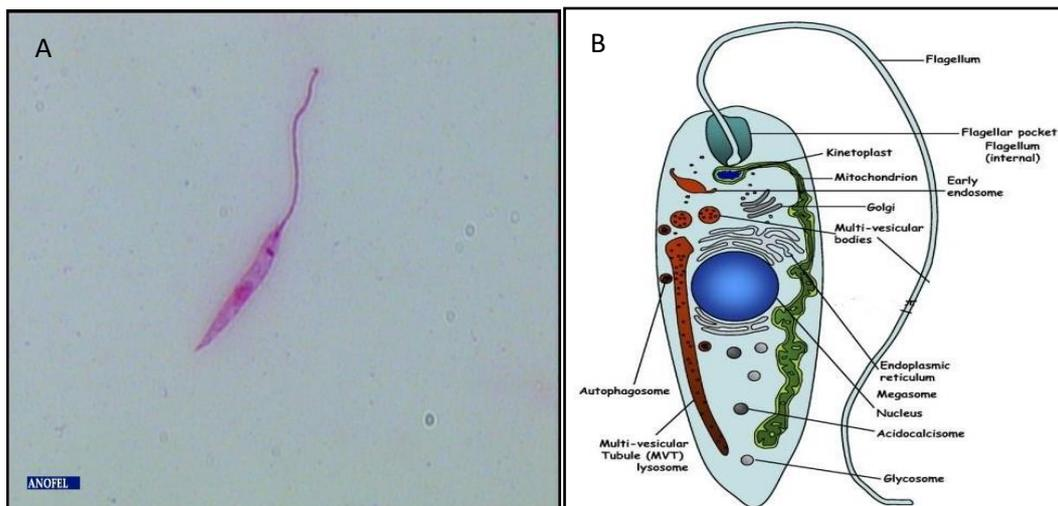 A
ANOFEL
B
Flagellum
Flagellar pocket
Flagellum
(internal)
Kinetoplast
Mitochondrion
Early
endosome
Golgi
Multi-vesicular
bodies
Endoplasmic
reticulum
Megasome
Nucleus
Autophagosome
Acidocalcisome
Multi-vesicular
Tubule (MVT)
lysosome
Glycosome